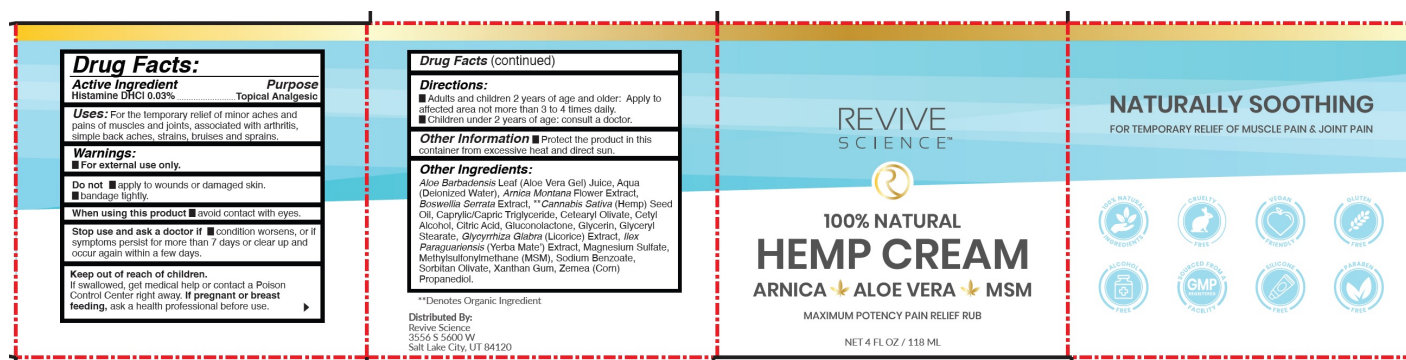 Drug Facts:
Active Ingredient Purpose
Histamine DHCl 0.03%........................Topical Analgesic
Uses: For the temporary relief of minor aches and
pains of muscles and joints, associated with arthritis,
simple back aches, strains, bruises and sprains.
Warnings:
■ For external use only.
Do not ■ apply to wounds or damaged skin.
■ bandage tightly.
When using this product ■ avoid contact with eyes.
Stop use and ask a doctor if ■ condition worsens, or if
symptoms persist for more than 7 days or clear up and
occur again within a few days.
Keep out of reach of children.
If swallowed, get medical help or contact a Poison
Control Center right away. If pregnant or breast
feeding, ask a health professional before use.
Drug Facts (continued)
Directions:
■ Adults and children 2 years of age and older: Apply to
affected area not more than 3 to 4 times daily.
■ Children under 2 years of age: consult a doctor.
Other Information ■ Protect the product in this
container from excessive heat and direct sun.
Other Ingredients:
Aloe Barbadensis Leaf (Aloe Vera Gel) Juice, Aqua
(Deionized Water), Arnica Montana Flower Extract,
Boswellia Serrata Extract, **Cannabis Sativa (Hemp) Seed
Oil, Caprylic/Capric Triglyceride, Cetearyl Olivate, Cetyl
Alcohol, Citric Acid, Gluconolactone, Glycerin, Glyceryl
Stearate, Glycyrrhiza Glabra (Licorice) Extract, Ilex
Paraguariensis (Yerba Mate') Extract, Magnesium Sulfate,
Methylsulfonylmethane (MSM), Sodium Benzoate,
Sorbitan Olivate, Xanthan Gum, Zemea (Corn)
Propanediol.
**Denotes Organic Ingredient
Distributed By:
Revive Science
3556 S 5600 W
Salt Lake City, UT 84120
REVIVE
SCIENCE™
R
100% NATURAL
HEMP CREAM
ARNICA ALOE VERA MSM
MAXIMUM POTENCY PAIN RELIEF RUB
NET 4 FL OZ / 118 ML
NATURALLY SOOTHING
FOR TEMPORARY RELIEF OF MUSCLE PAIN & JOINT PAIN
100% NATURAL INGREDIENTS
CRUELTY FREE
VEGAN FRIENDLY
GLUTEN FREE
ALCOHOL FREE
SOURCED FROM A GMP REGISTERED FACILITY
SILICONE FREE
PARABEN FREE